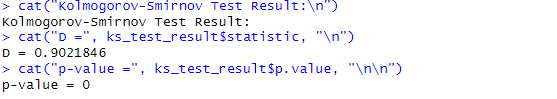 > cat("Kolmogorov-Smirnov Test Result:\n")
Kolmogorov-Smirnov Test Result:
> cat("D =", ks_test_result$statistic, "\n")
D = 0.9021846
> cat("p-value =", ks_test_result$p.value, "\n\n")
p-value = 0